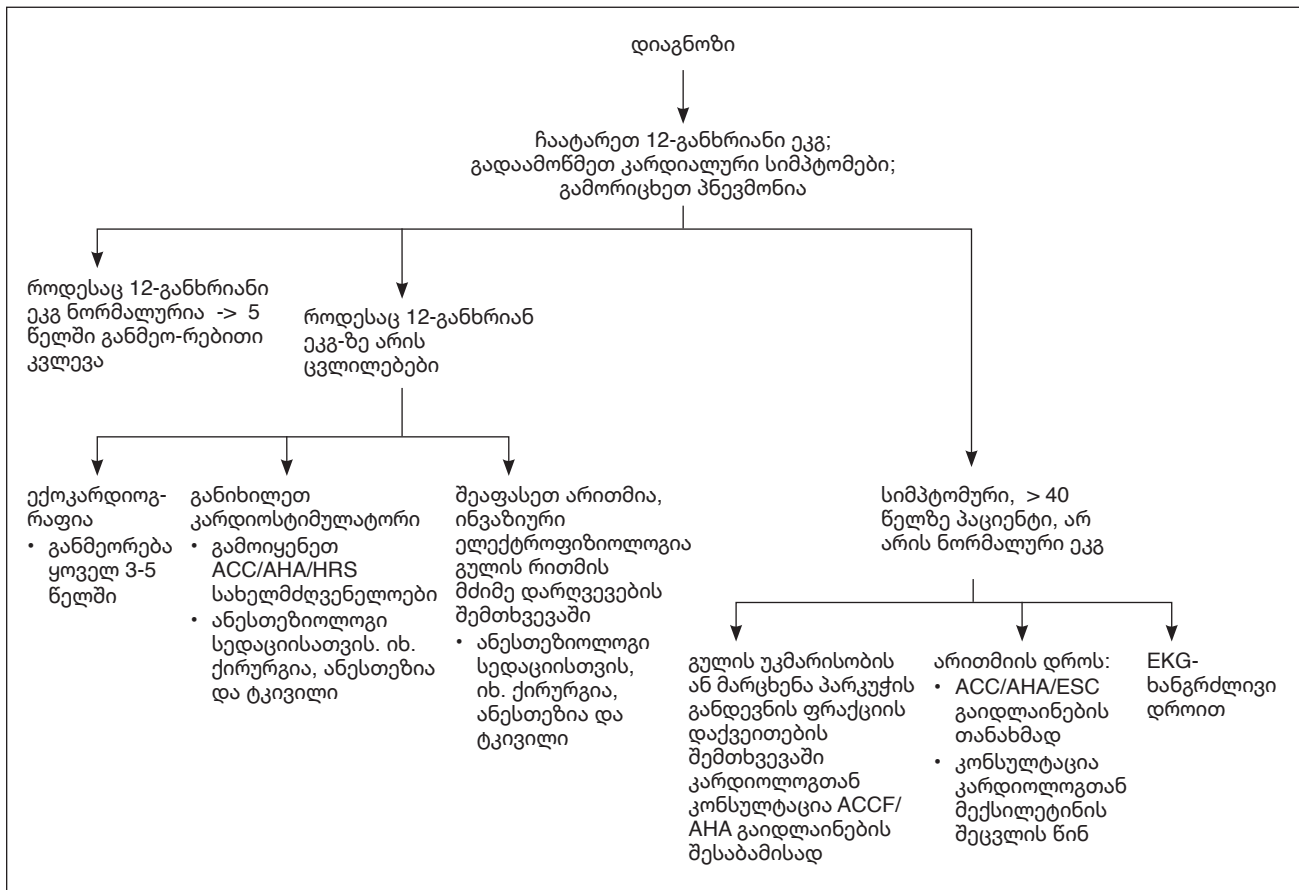 დიაგნოზი
ჩაატარეთ 12-განხრიანი ეკგ;
გადაამოწმეთ კარდიალური სიმპტომები;
გამორიცხეთ პნევმონია
როდესაც 12-განხრიანი
ეკგ ნორმალურია -> 5
წელში განმეო-რებითი
კვლევა
როდესაც 12-განხრიან
ეკგ-ზე არის
ცვლილებები
ექოკარდიოგ-
რაფია
• განმეორება
ყოველ 3-5
წელში
განიხილეთ
კარდიოსტიმულატორი
• გამოიყენეთ
ACC/AHA/HRS
სახელმძღვენელოები
• ანესთეზიოლოგი
სედაციისათვის. იხ.
ქირურგია, ანესთეზია
და ტკივილი
შეაფასეთ არითმია,
ინვაზიური
ელექტროფიზიოლოგია
გულის რითმის
მძიმე დარღვევების
შემთხვევაში
• ანესთეზიოლოგი
სედაციისთვის,
იხ. ქირურგია,
ანესთეზია და
ტკივილი
სიმპტომური, > 40
წელზე პაციენტი, არ
არის ნორმალური ეკგ
გულის უკმარისობის
ან მარცხენა პარკუჭის
განდევნის ფრაქციის
დაქვეითების
შემთხვევაში
კარდიოლოგთან
კონსულტაცია ACCF/
AHA გაიდლაინების
შესაბამისად
არითმიის დროს:
• ACC/AHA/ESC
გაიდლაინების
თანახმად
• კონსულტაცია
კარდიოლოგთან
მექსილეტინის
შეცვლის წინ
EKG-
ხანგრძლივი
დროით